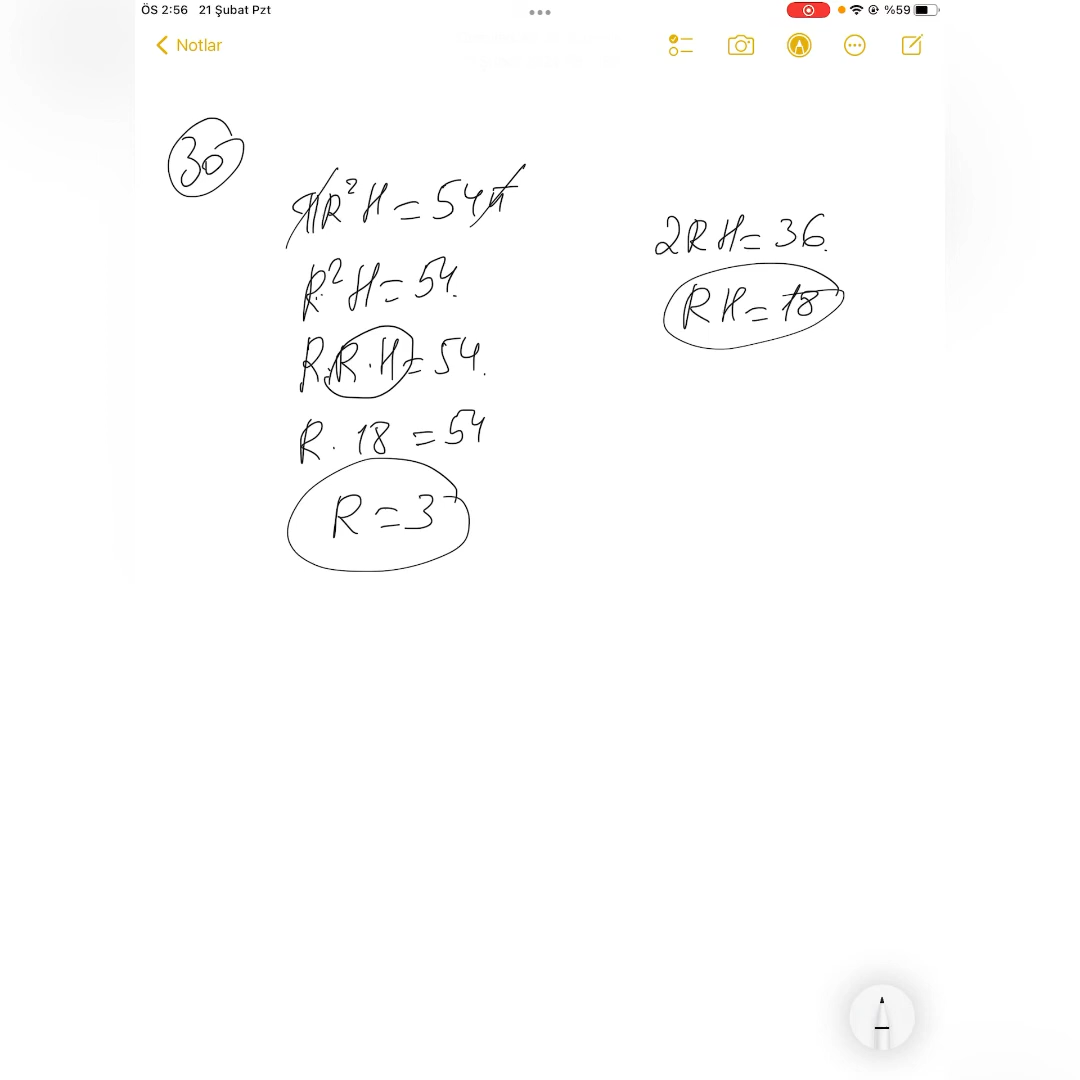 ÖS 2:56 21 Şubat Pzt
%59
Notlar
30
πR²H = 54π
R²H = 54.
R.R.H = 54.
R. 18 = 54
R = 3
2RH = 36.
RH = 18